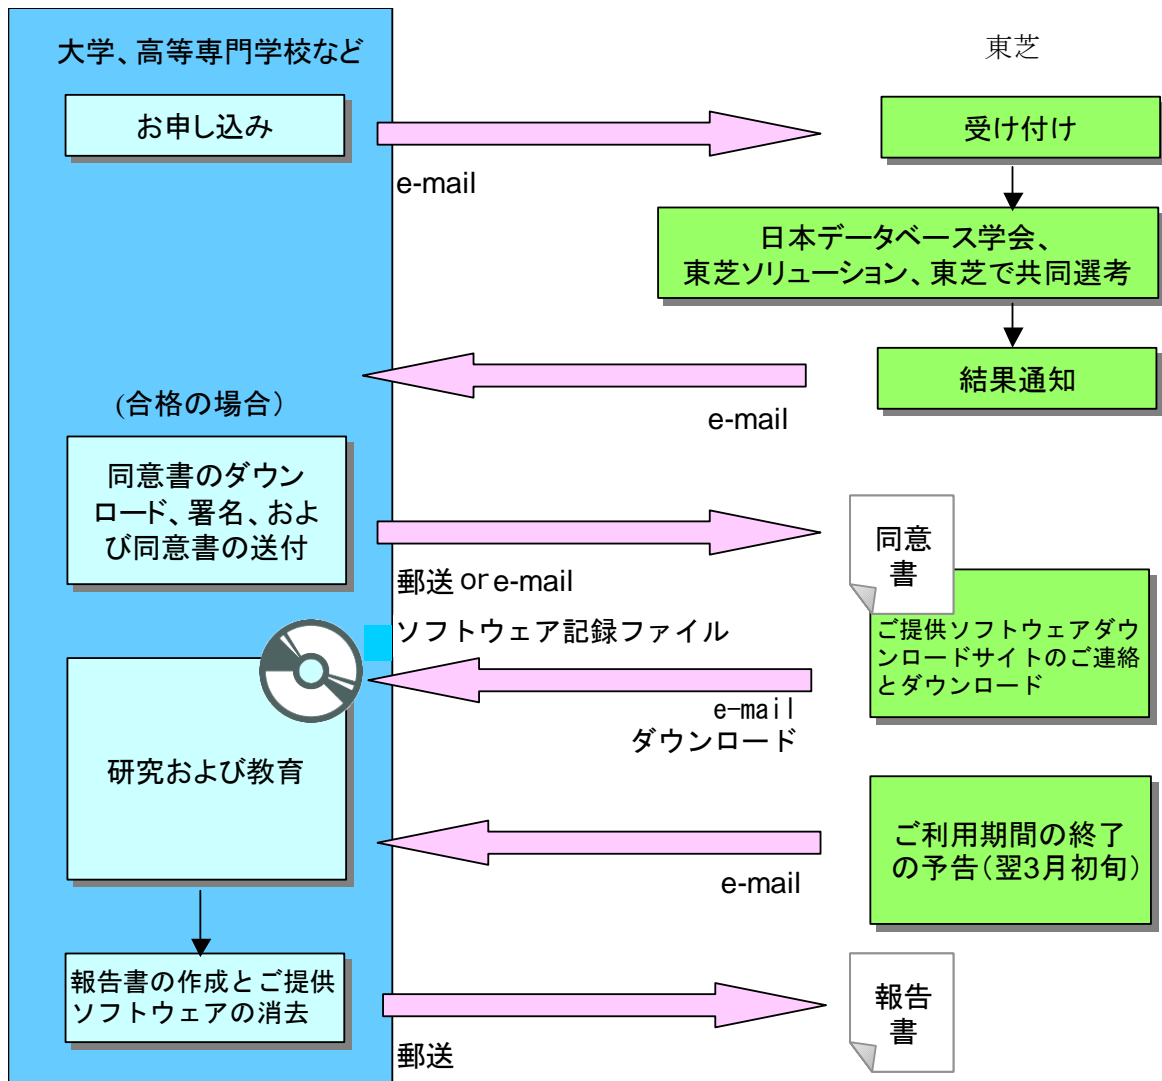 大学、高等専門学校など
東芝
お申し込み
受け付け
e-mail
日本データベース学会、
東芝ソリューション、東芝で共同選考
結果通知
e-mail
(合格の場合）
同意書のダウン
ロード、署名、およ
び同意書の送付
同意
書
郵送 or e-mail
ソフトウェア記録ファイル
ご提供ソフトウェアダウ
ンロードサイトのご連絡
とダウンロード
e-mail
ダウンロード
研究および教育
ご利用期間の終了
の予告（翌3月初旬）
e-mail
報告書の作成とご提供
ソフトウェアの消去
報告
書
郵送